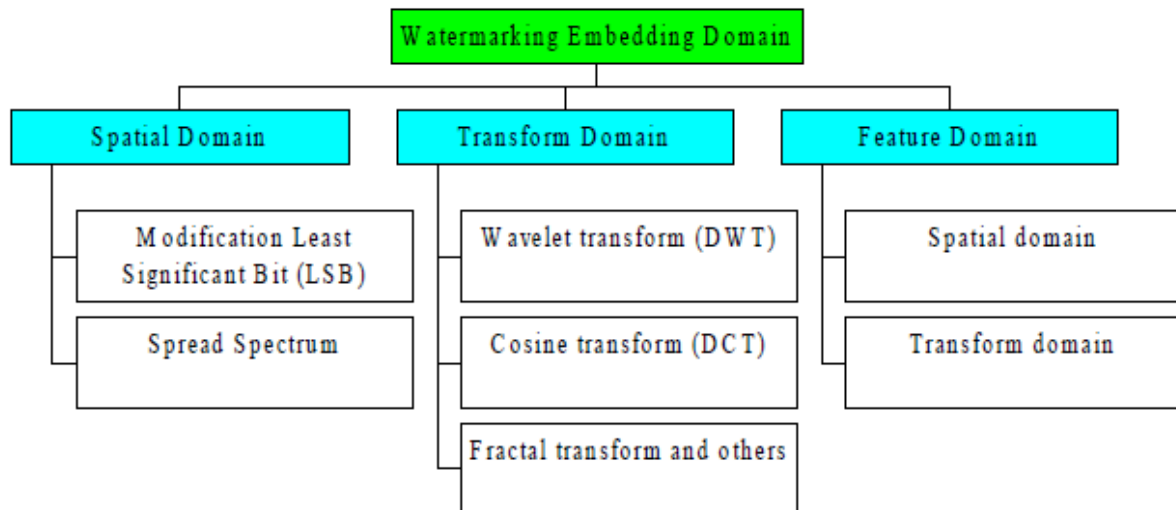 Watermarking Embedding Domain
Spatial Domain
Transform Domain
Feature Domain
Modification Least
Significant Bit (LSB)
Spread Spectrum
Wavelet transform (DWT)
Cosine transform (DCT)
Fractal transform and others
Spatial domain
Transform domain